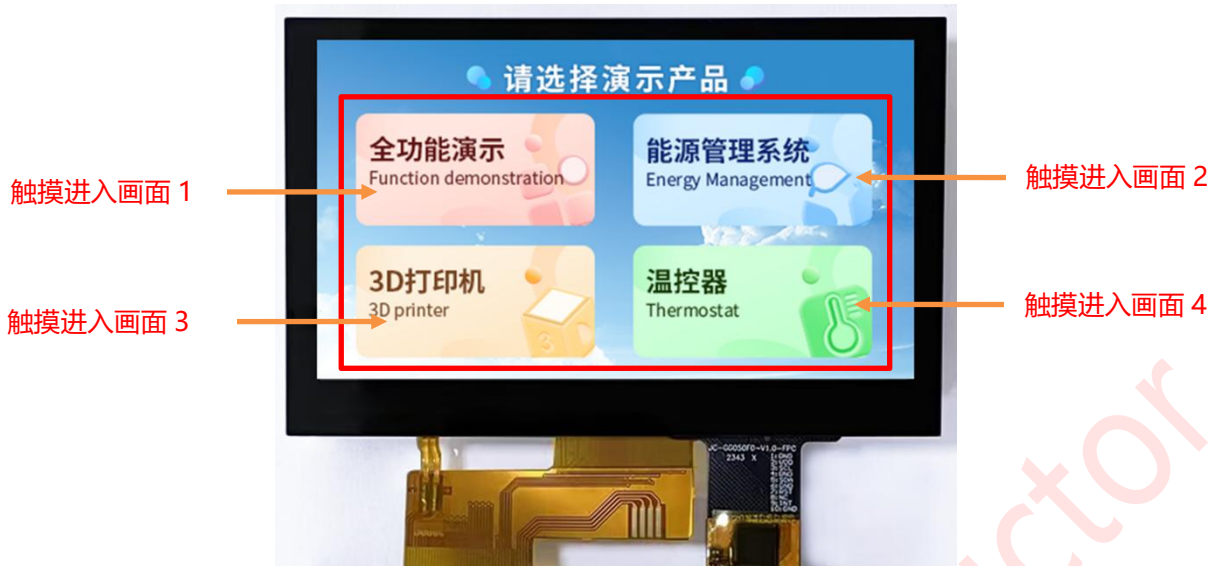 请选择演示产品
全功能演示
Function demonstration
能源管理系统
Energy Management
触摸进入画面 1
触摸进入画面 2
3D打印机
3D printer
温控器
Thermostat
触摸进入画面 3
触摸进入画面 4
JC-GG050F0-V1.0-FPC
2343 X